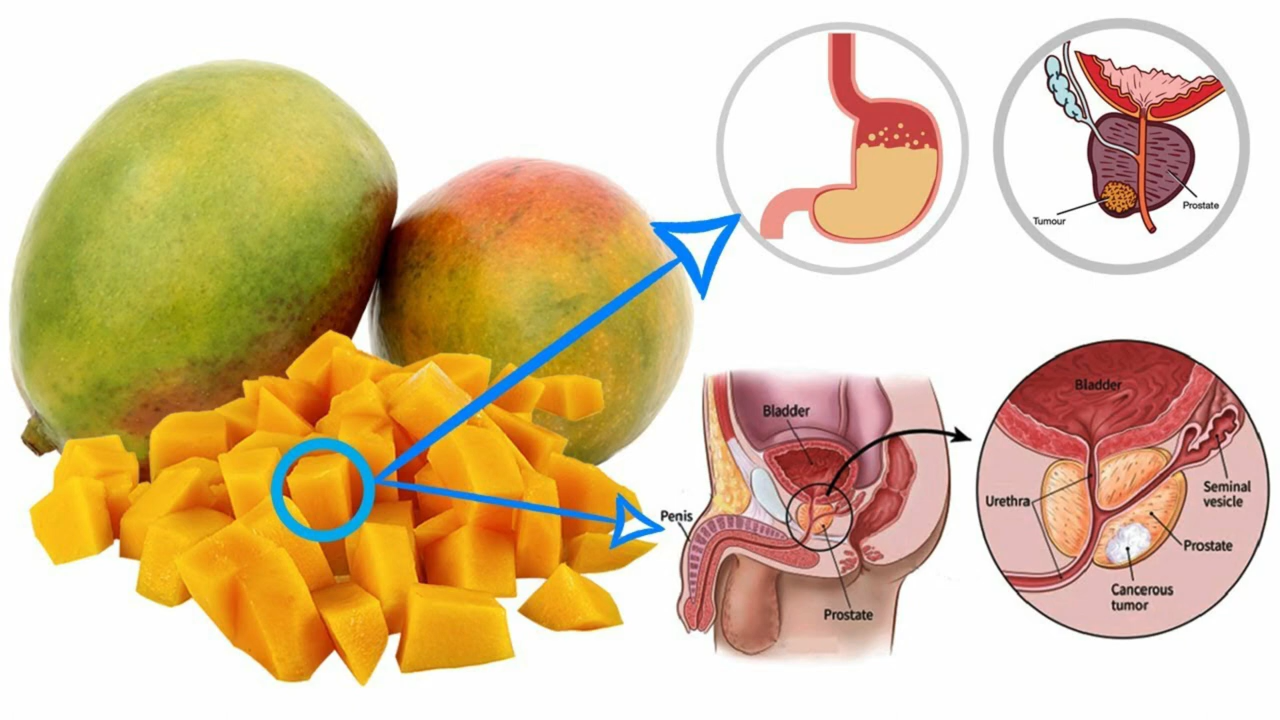 Tumour
Prostate
Bladder
Penis
Prostate
Bladder
Urethra
Seminal
vesicle
Prostate
Cancerous
tumor